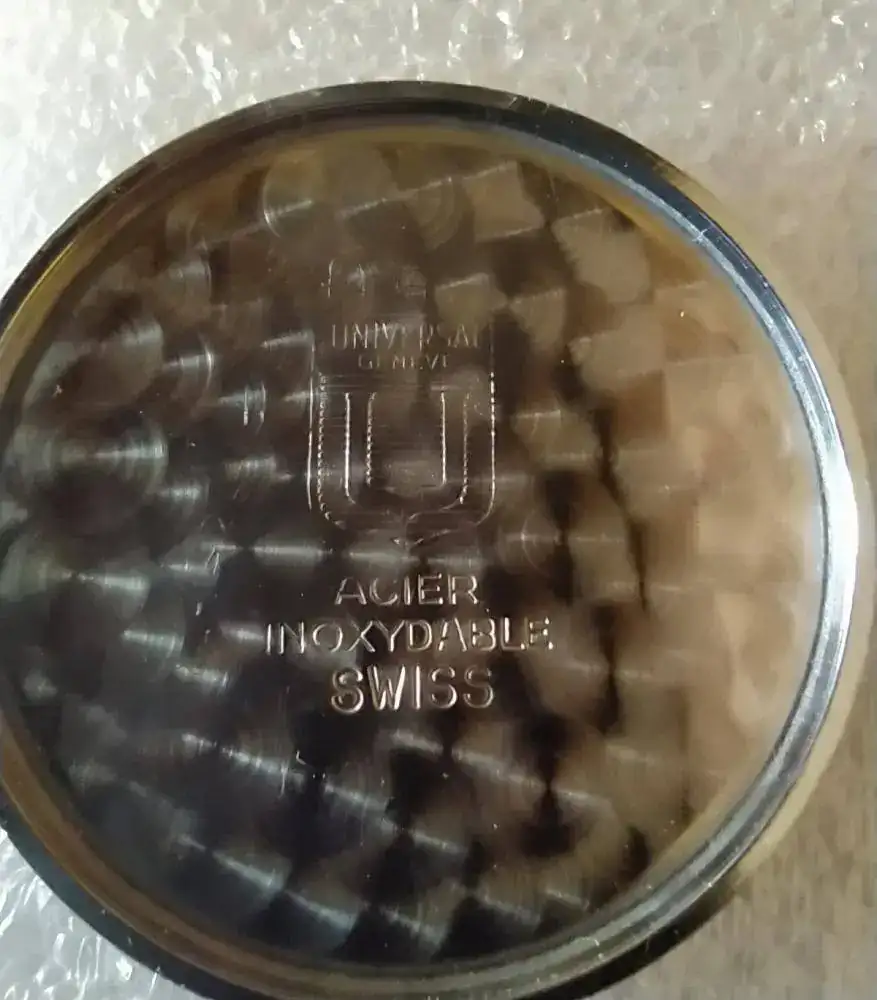 UNIVERSAL
GENEVE
U
ACIER
INOXYDABLE
SWISS